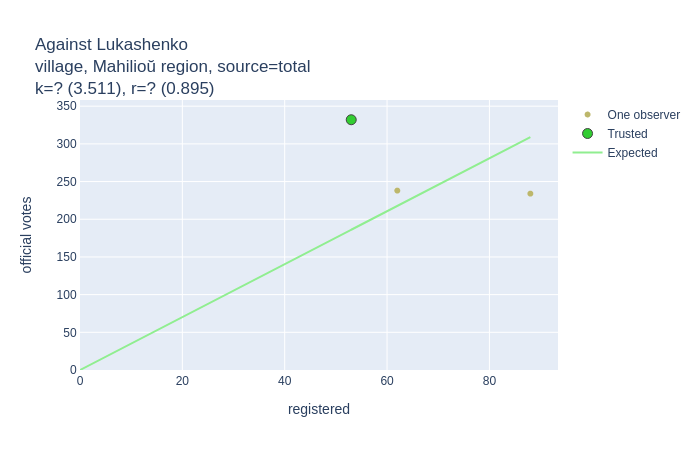 Against Lukashenko
village, Mahilioŭ region, source=total
k=? (3.511), r=? (0.895)
350
300
250
200
150
100
50
0
official votes
0
20
40
60
80
registered
One observer
Trusted
Expected